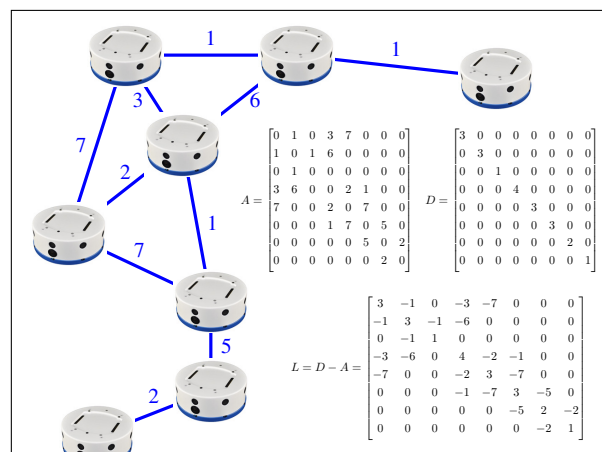 1
1
3
6
7
2
1
7
5
2
A = [0 1 0 3 7 0 0 0
1 0 1 6 0 0 0 0
0 1 0 0 0 0 0 0
3 6 0 0 2 1 0 0
7 0 0 2 0 7 0 0
0 0 0 1 7 0 5 0
0 0 0 0 0 5 0 2
0 0 0 0 0 0 2 0]
D = [3 0 0 0 0 0 0 0
0 3 0 0 0 0 0 0
0 0 1 0 0 0 0 0
0 0 0 4 0 0 0 0
0 0 0 0 3 0 0 0
0 0 0 0 0 3 0 0
0 0 0 0 0 0 2 0
0 0 0 0 0 0 0 1]
L = D − A = [3 −1 0 −3 −7 0 0 0
−1 3 −1 −6 0 0 0 0
0 −1 1 0 0 0 0 0
−3 −6 0 4 −2 −1 0 0
−7 0 0 −2 3 −7 0 0
0 0 0 −1 −7 3 −5 0
0 0 0 0 0 −5 2 −2
0 0 0 0 0 0 −2 1]